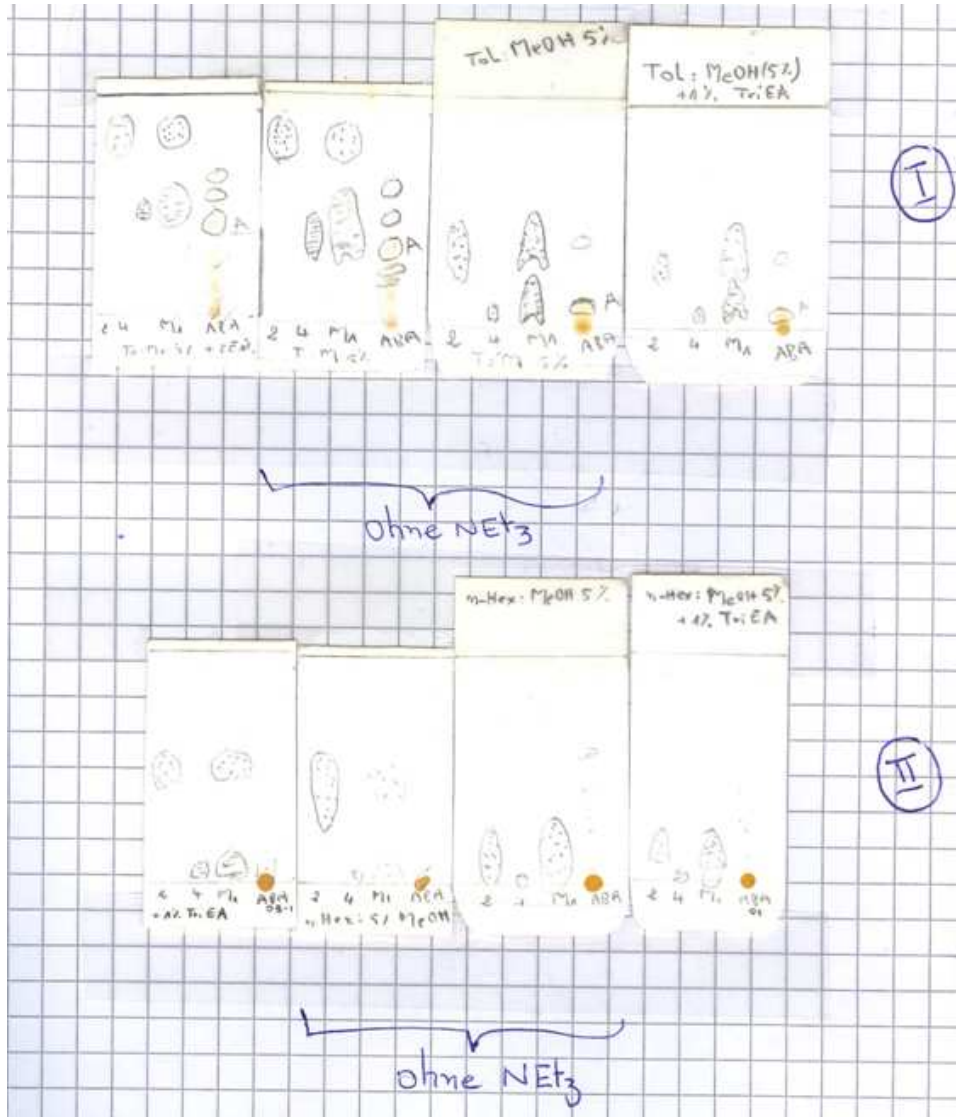 Tol: MeOH 5%
Tol: MeOH (5%)
+1% TriEA
I
A
A
A
A
2 4 M1 ABA
2 4 M1 ABA
2 4 M1 ABA
2 4 M1 ABA
5%
5%
5%
ohne NEt3
n-Hex: MeOH 5%
n-Hex: MeOH 5%
+1% TriEA
II
2 4 M1 ABA
2 4 M1 ABA
2 M1 ABA
2 4 M1 ABA
+1% TriEA
n-Hex: 5% MeOH
ohne NEt3